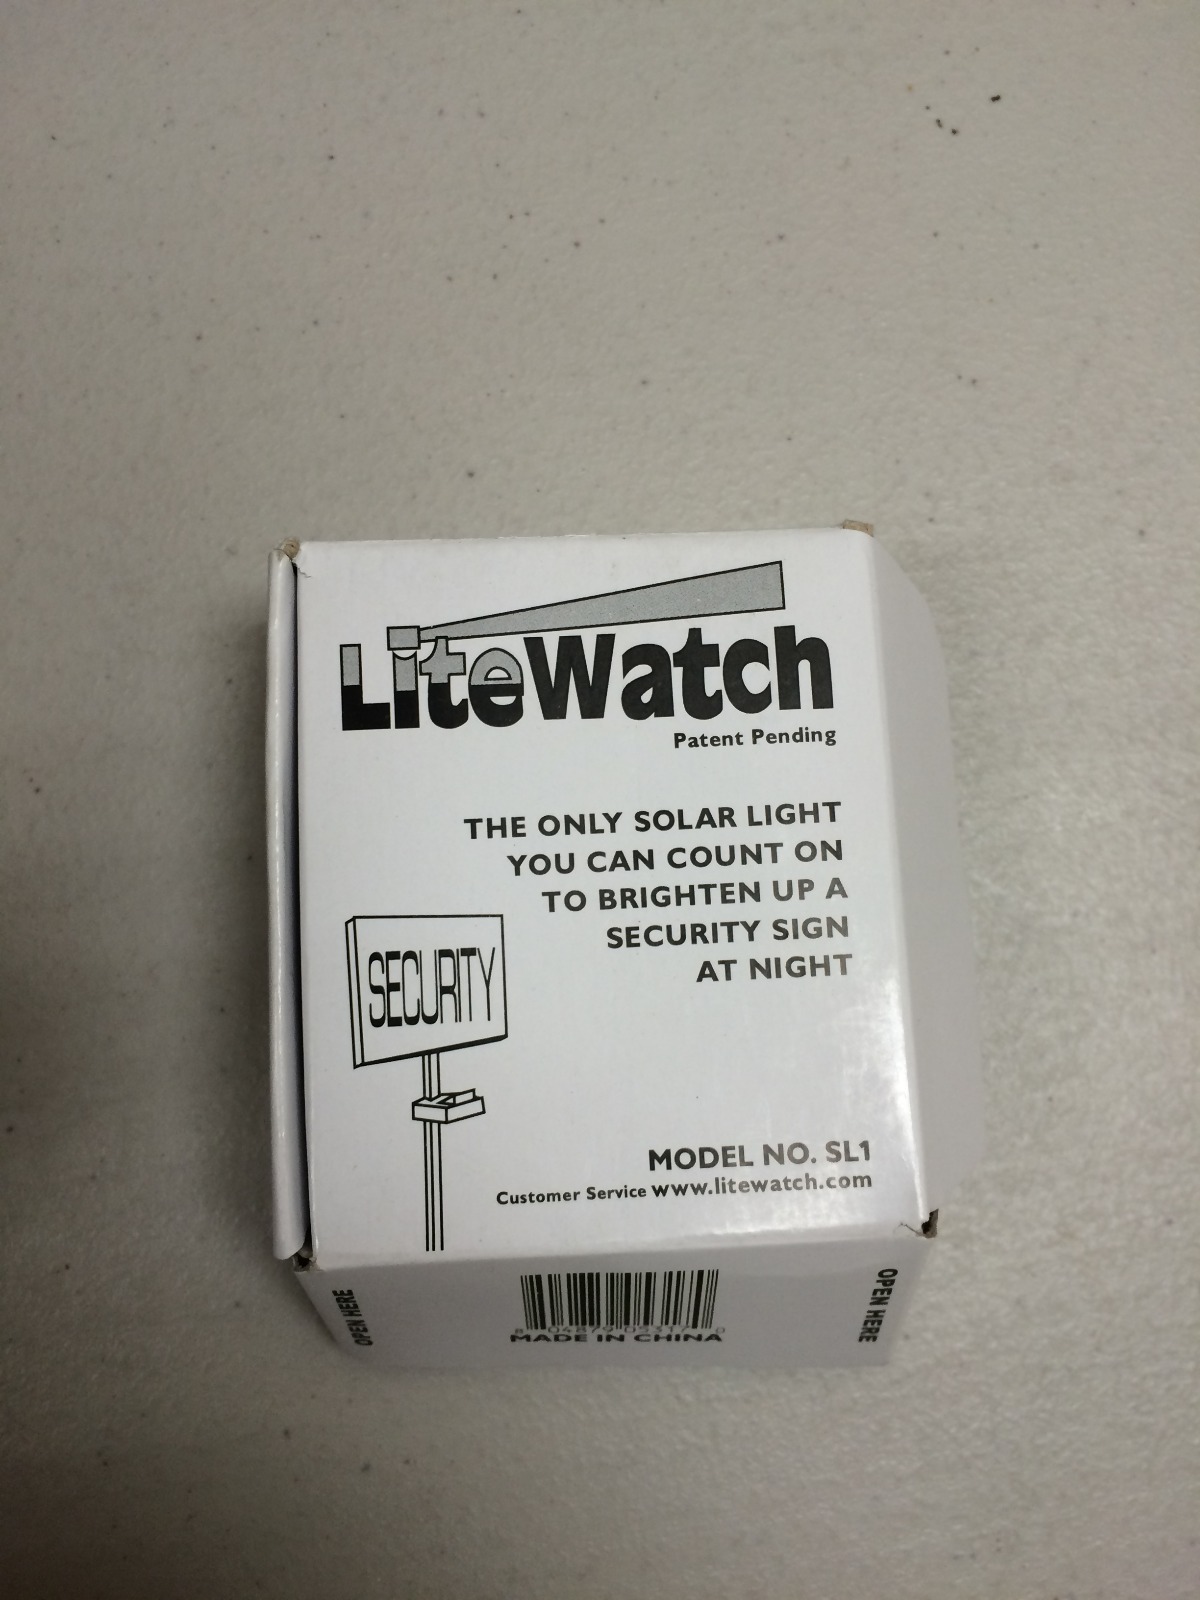 LiteWatch
Patent Pending
THE ONLY SOLAR LIGHT
YOU CAN COUNT ON
TO BRIGHTEN UP A
SECURITY SIGN
AT NIGHT
SECURITY
MODEL NO. SL1
Customer Service www.litewatch.com
OPEN HERE
OPEN HERE
MADE IN CHINA